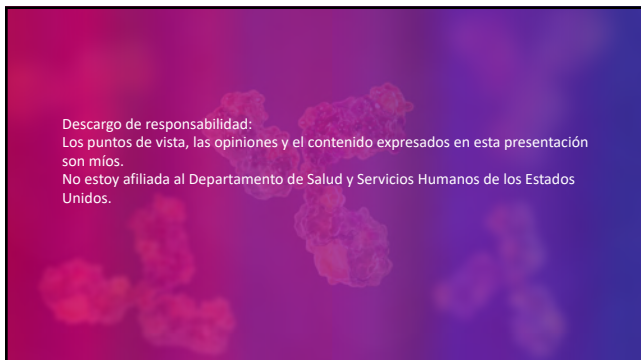 Descargo de responsabilidad:
Los puntos de vista, las opiniones y el contenido expresados en esta presentación
son míos.
No estoy afiliada al Departamento de Salud y Servicios Humanos de los Estados
Unidos.